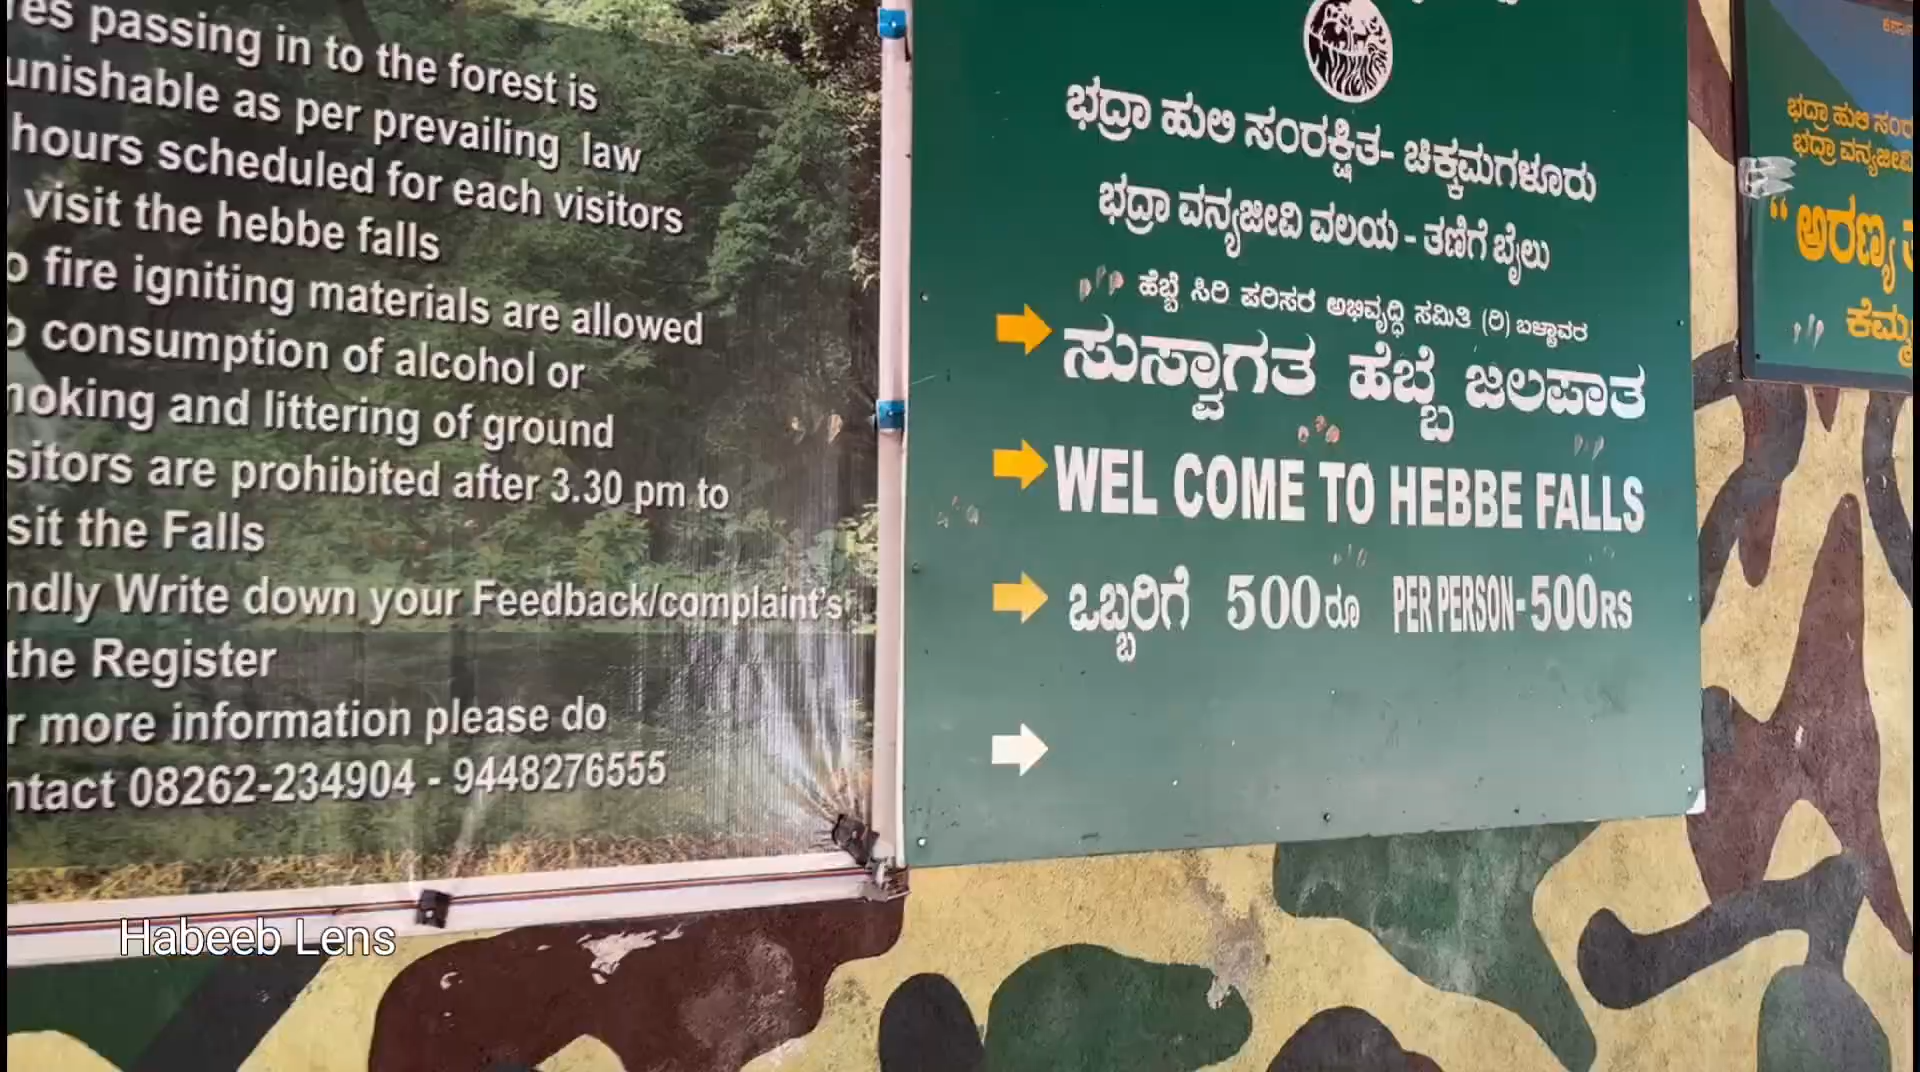 passing in to the forest is
unishable as per prevailing law
hours scheduled for each visitors
visit the hebbe falls
o fire igniting materials are allowed
o consumption of alcohol or
moking and littering of ground
sitors are prohibited after 3.30 pm to
sit the Falls
ndly Write down your Feedback/complaint's
the Register
r more information please do
ntact 08262-234904 - 9448276555
ಭದ್ರಾ ಹುಲಿ ಸಂರಕ್ಷಿತ- ಚಿಕ್ಕಮಗಳೂರು
ಭದ್ರಾ ವನ್ಯಜೀವಿ ವಲಯ - ತಣಿಗೆ ಬೈಲು
ಹೆಬ್ಬೆ ಸಿರಿ ಪರಿಸರ ಅಭಿವೃದ್ಧಿ ಸಮಿತಿ (ರಿ)
ಸುಸ್ವಾಗತ ಹೆಬ್ಬೆ ಜಲಪಾತ
WEL COME TO HEBBE FALLS
ಒಬ್ಬರಿಗೆ 500ರೂ PER PERSON-500RS
ಭದ್ರಾ ಹುಲಿ ಸಂರ
ಭದ್ರಾ ವನ್ಯಜೀವಿ
“ ಅರಣ್ಯ
ಕೆಮ್ಮ
Habeeb Lens